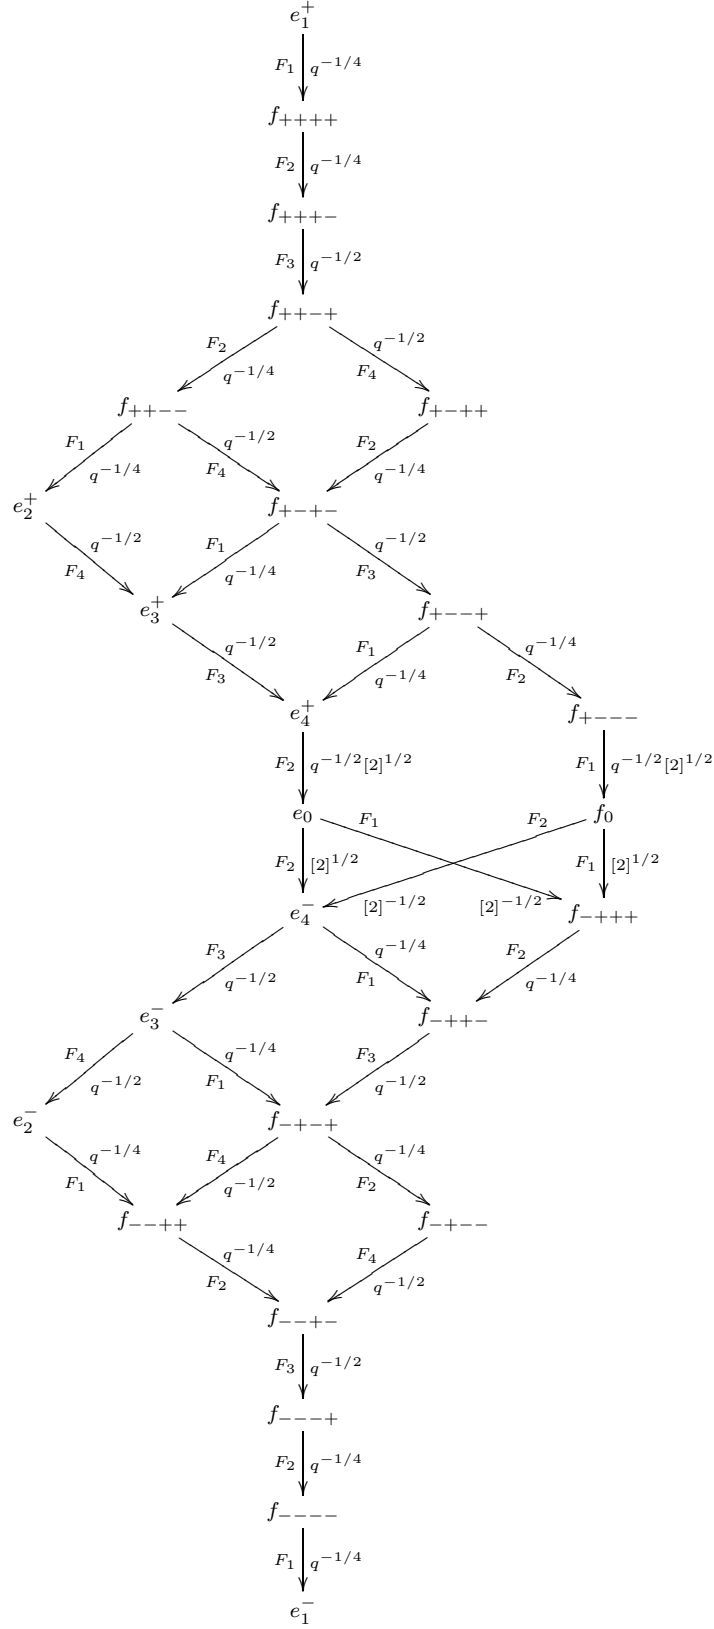 e_1^+
F_1 q^{-1/4}
f_{++++}
F_2 q^{-1/4}
f_{+++-}
F_3 q^{-1/2}
f_{++-+}
F_2 q^{-1/2}
q^{-1/4} F_4
f_{++--} f_{+-++}
F_1 q^{-1/2} F_2
q^{-1/4} F_4 q^{-1/4}
e_2^+ f_{+-+-}
q^{-1/2} F_1 q^{-1/2}
F_4 q^{-1/4} F_3
e_3^+ f_{+--+}
q^{-1/2} F_1 q^{-1/4}
F_3 q^{-1/4} F_2
e_4^+ f_{+---}
F_2 q^{-1/2}[2]^{1/2} F_1 q^{-1/2}[2]^{1/2}
e_0 F_1 F_2 f_0
F_2 [2]^{1/2} F_1 [2]^{1/2}
e_4^- [2]^{-1/2} [2]^{-1/2} f_{-+++}
F_3 q^{-1/4} F_2
q^{-1/2} F_1 q^{-1/4}
e_3^- f_{-++-}
F_4 q^{-1/4} F_3
q^{-1/2} F_1 q^{-1/2}
e_2^- f_{-+-+}
q^{-1/4} F_4 q^{-1/4}
F_1 q^{-1/2} F_2
f_{--++} f_{-+--}
q^{-1/4} F_4
F_2 q^{-1/2}
f_{--+-}
F_3 q^{-1/2}
f_{---+}
F_2 q^{-1/4}
f_{----}
F_1 q^{-1/4}
e_1^-